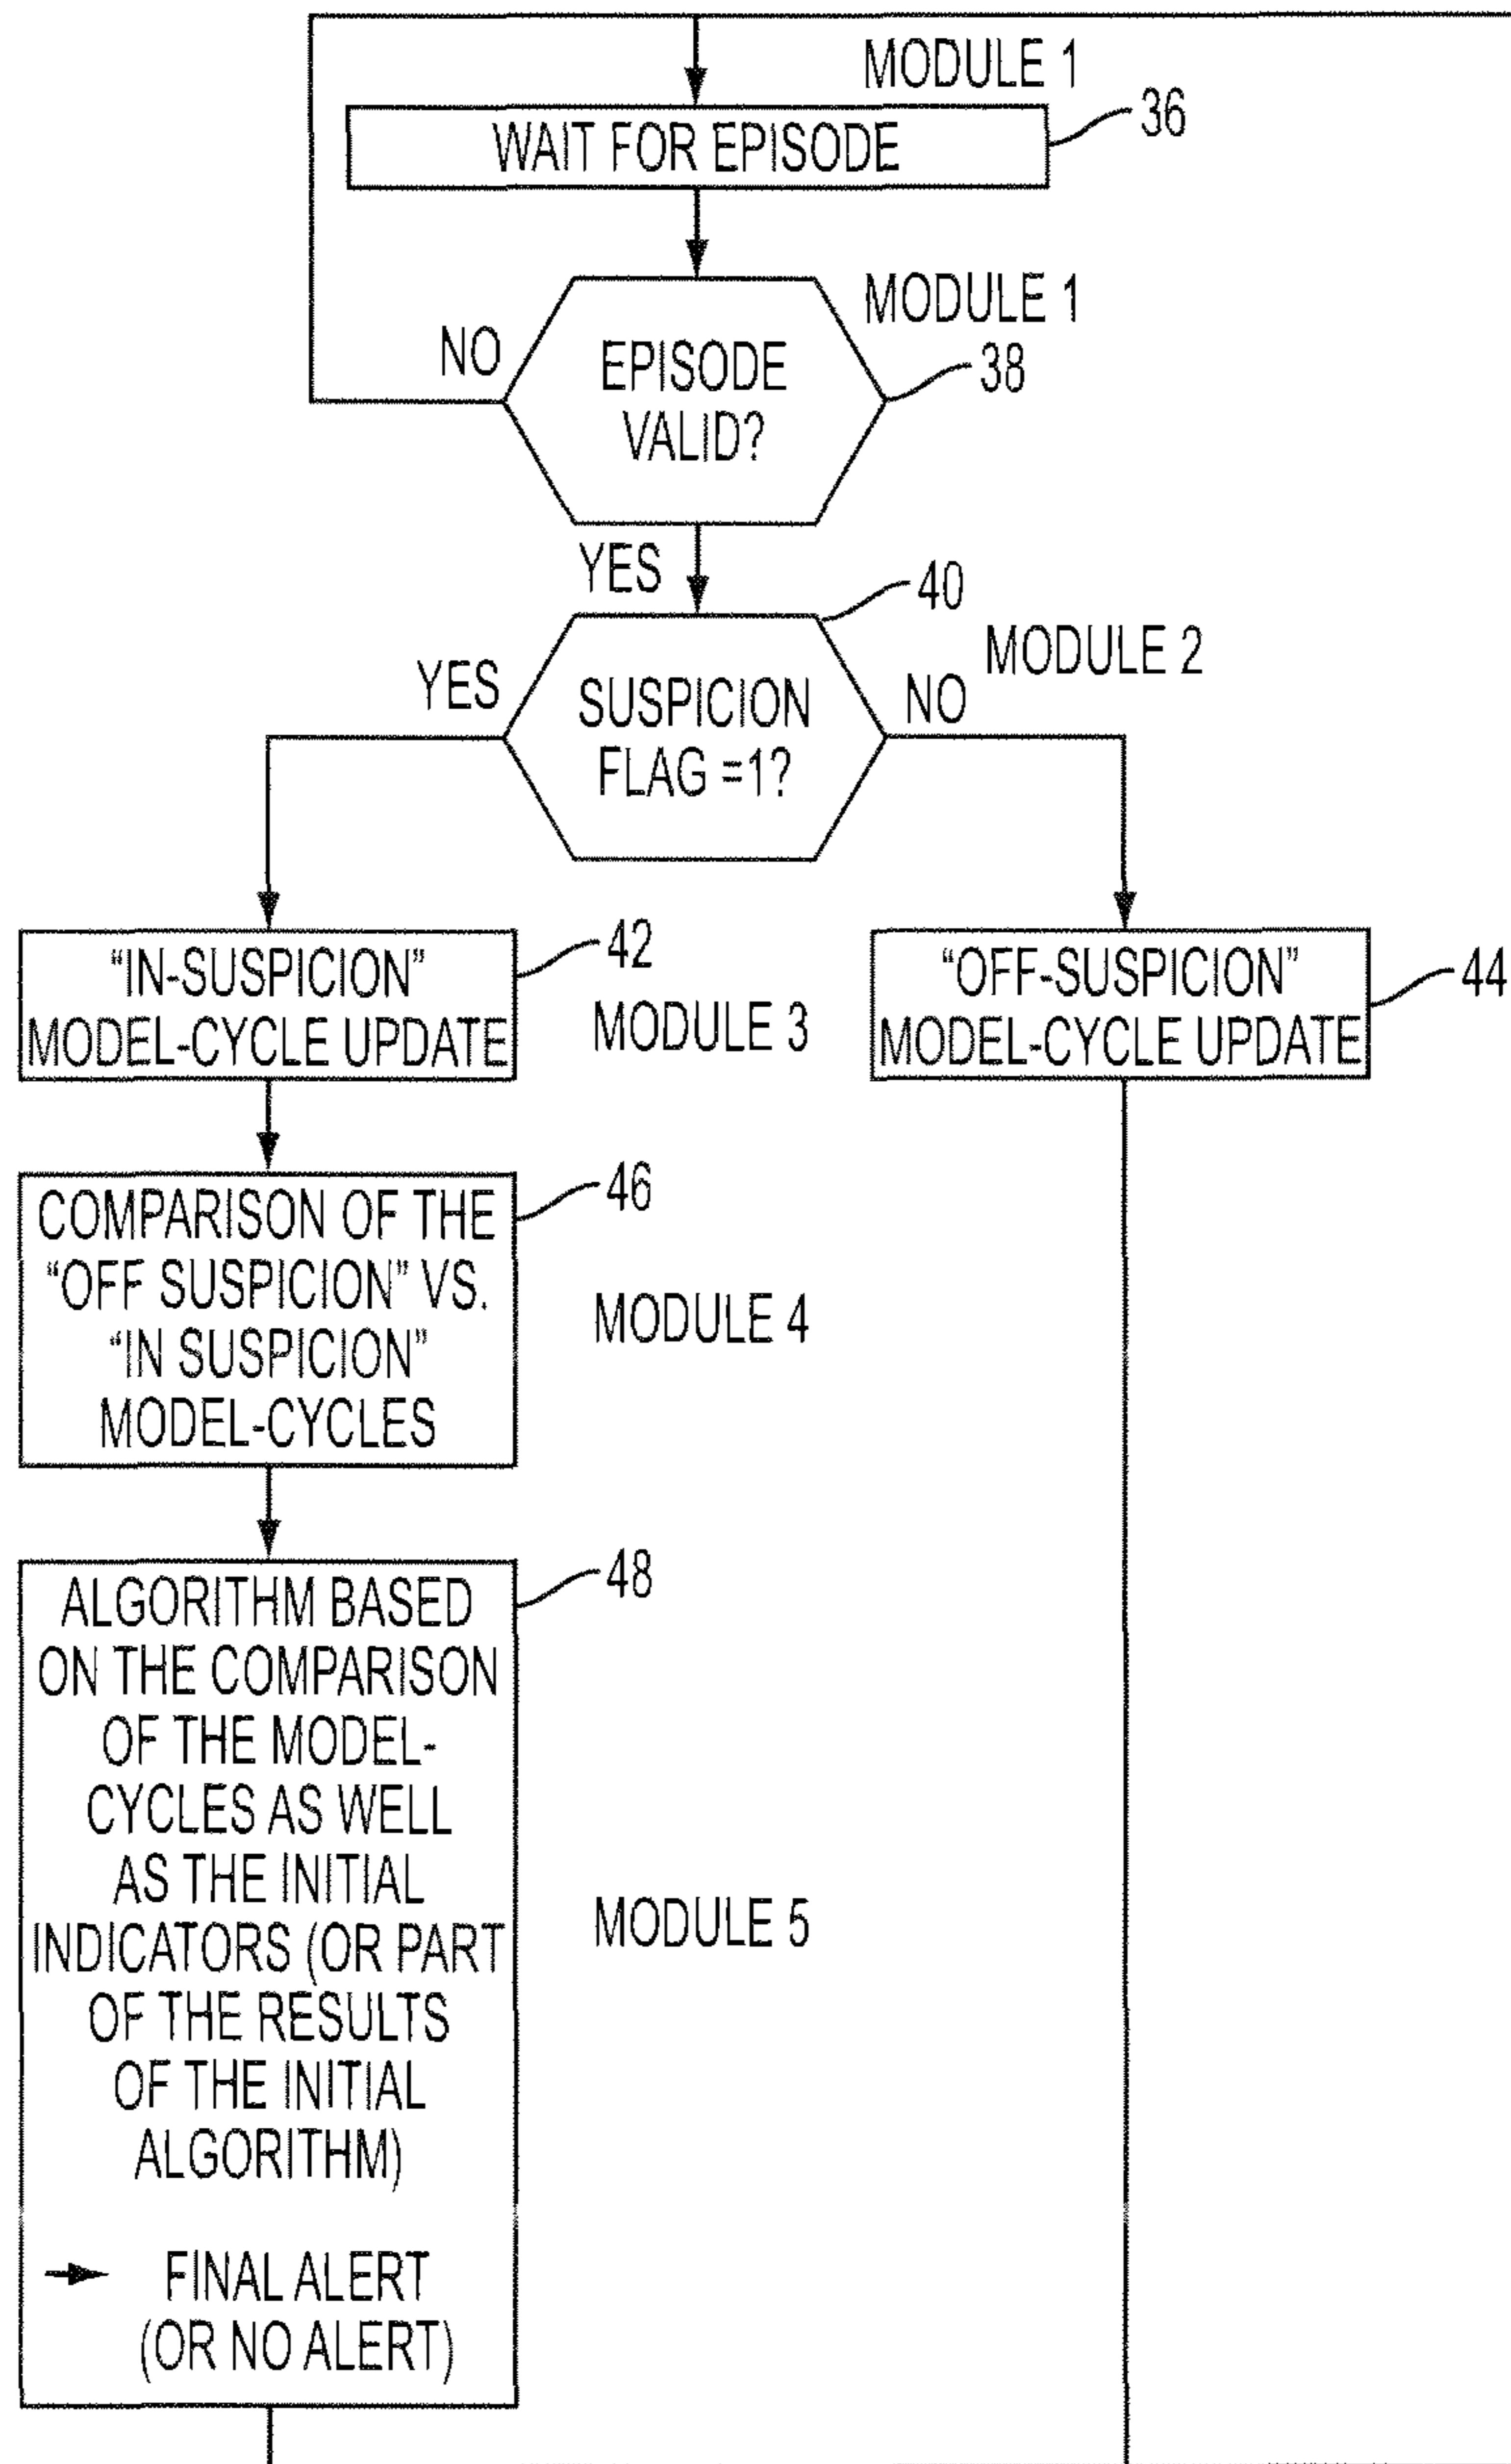 MODULE 1
WAIT FOR EPISODE
36
MODULE 1
NO
EPISODE
VALID?
38
YES
40
MODULE 2
YES
SUSPICION
FLAG =1?
NO
“IN-SUSPICION”
MODEL-CYCLE UPDATE
42
MODULE 3
“OFF-SUSPICION”
MODEL-CYCLE UPDATE
44
COMPARISON OF THE
“OFF SUSPICION” VS.
“IN SUSPICION”
MODEL-CYCLES
46
MODULE 4
ALGORITHM BASED
ON THE COMPARISON
OF THE MODEL-
CYCLES AS WELL
AS THE INITIAL
INDICATORS (OR PART
OF THE RESULTS
OF THE INITIAL
ALGORITHM)
FINAL ALERT
(OR NO ALERT)
48
MODULE 5